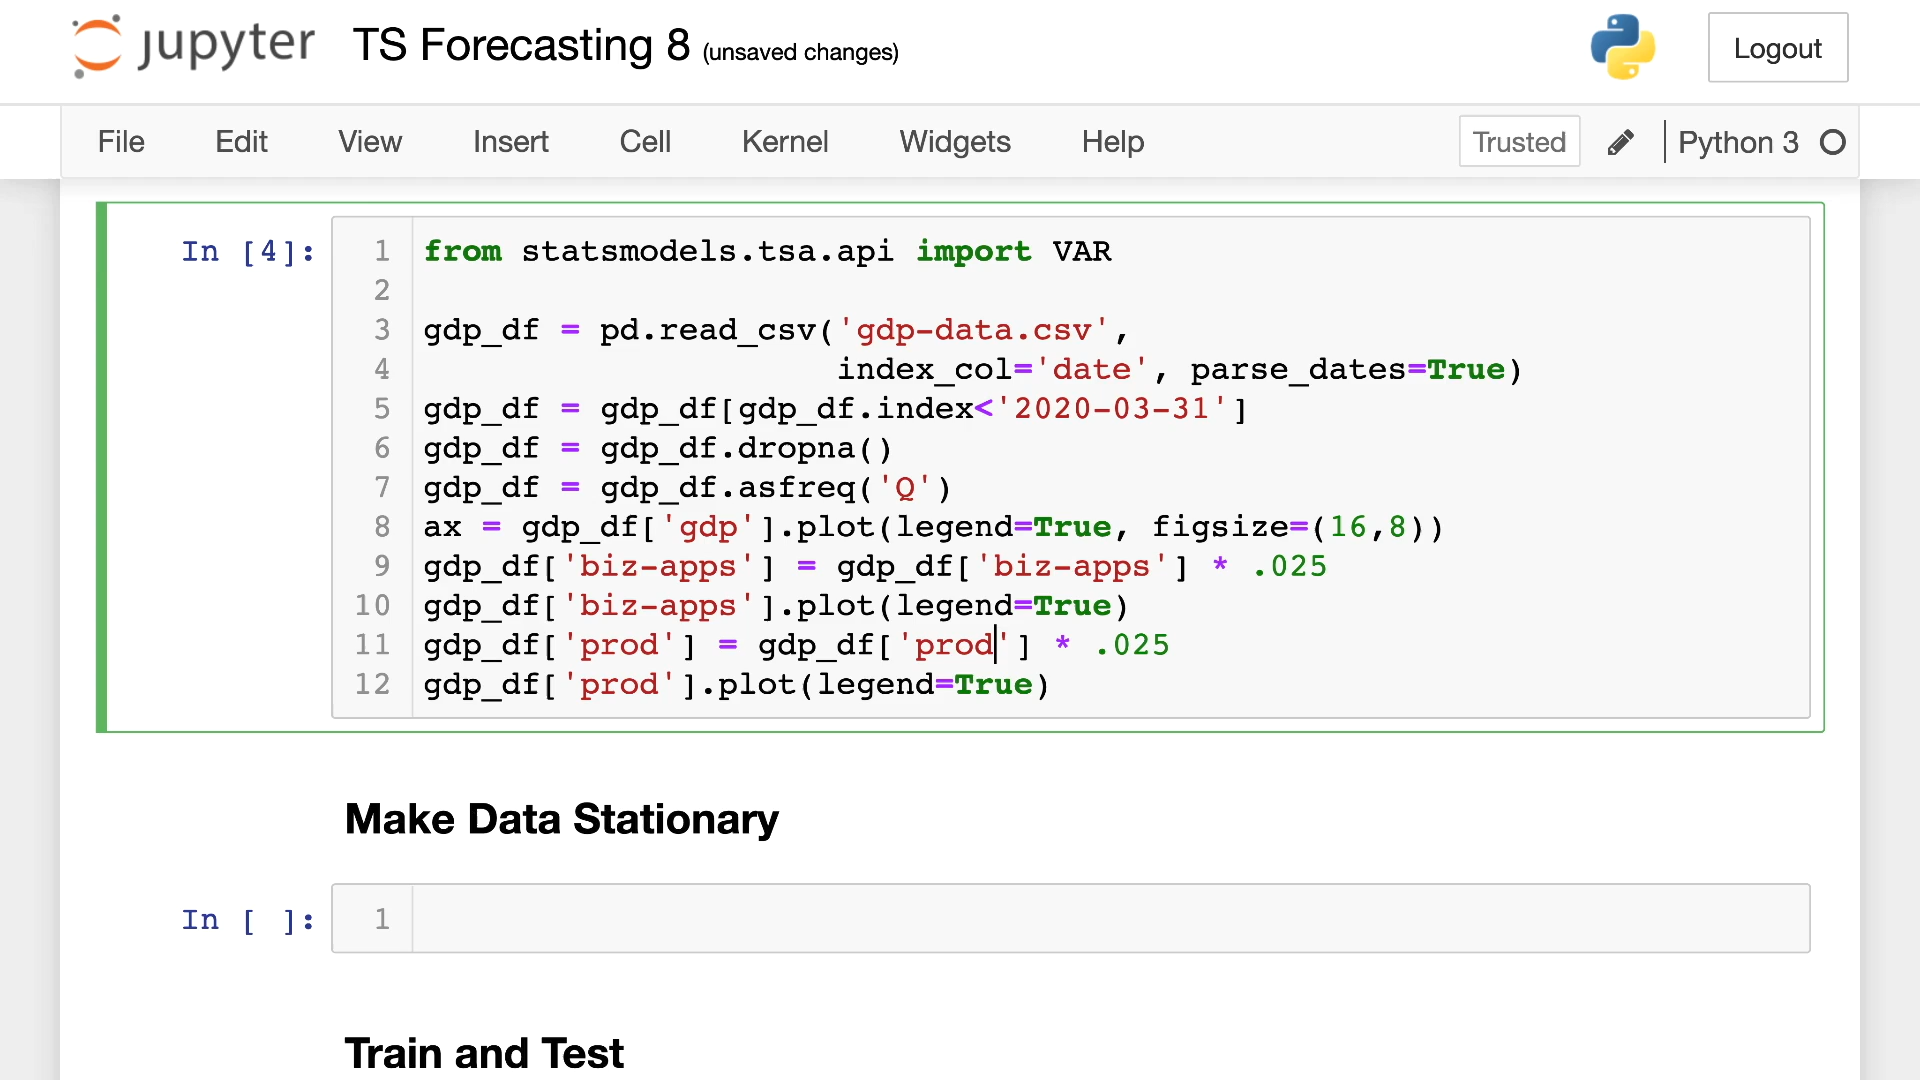 jupyter TS Forecasting 8 (unsaved changes) Logout
File Edit View Insert Cell Kernel Widgets Help Trusted Python 3
In [4]:
1 from statsmodels.tsa.api import VAR
2
3 gdp_df = pd.read_csv('gdp-data.csv',
4 index_col='date', parse_dates=True)
5 gdp_df = gdp_df[gdp_df.index<'2020-03-31']
6 gdp_df = gdp_df.dropna()
7 gdp_df = gdp_df.asfreq('Q')
8 ax = gdp_df['gdp'].plot(legend=True, figsize=(16,8))
9 gdp_df['biz-apps'] = gdp_df['biz-apps'] * .025
10 gdp_df['biz-apps'].plot(legend=True)
11 gdp_df['prod'] = gdp_df['prod'] * .025
12 gdp_df['prod'].plot(legend=True)
Make Data Stationary
In [ ]: 1
Train and Test